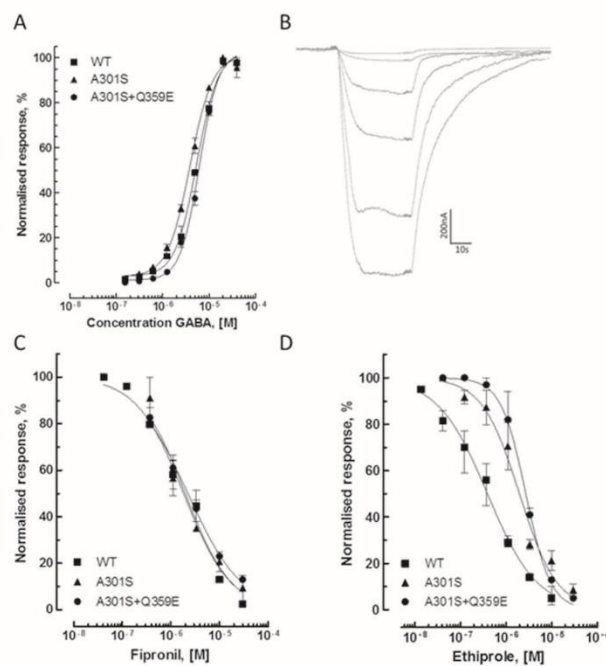 A
Normalised response, %
100
80
60
40
20
0
WT
A301S
A301S+Q359E
10⁻⁸ 10⁻⁷ 10⁻⁶ 10⁻⁵ 10⁻⁴
Concentration GABA, [M]
B
200nA
10s
C
Normalised response, %
100
80
60
40
20
0
WT
A301S
A301S+Q359E
10⁻⁸ 10⁻⁷ 10⁻⁶ 10⁻⁵ 10⁻⁴
Fipronil, [M]
D
Normalised response, %
100
80
60
40
20
0
WT
A301S
A301S+Q359E
10⁻⁸ 10⁻⁷ 10⁻⁶ 10⁻⁵ 10⁻⁴
Ethiprole, [M]